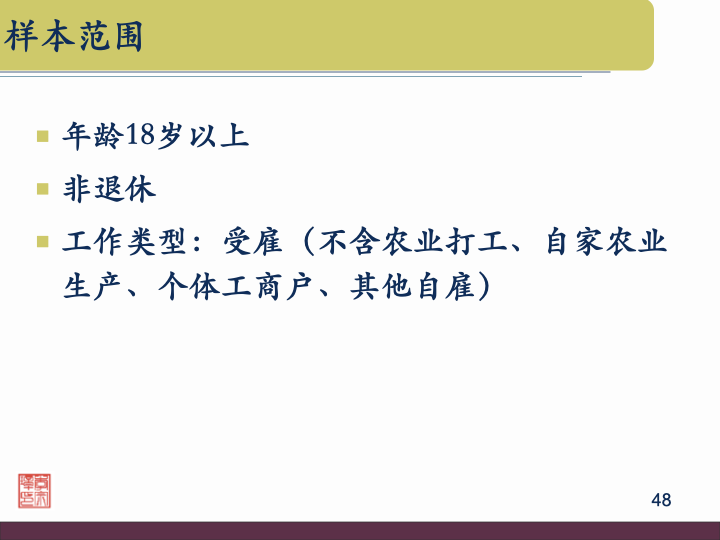 样本范围
年龄18岁以上
非退休
工作类型：受雇（不含农业打工、自家农业
生产、个体工商户、其他自雇）
48